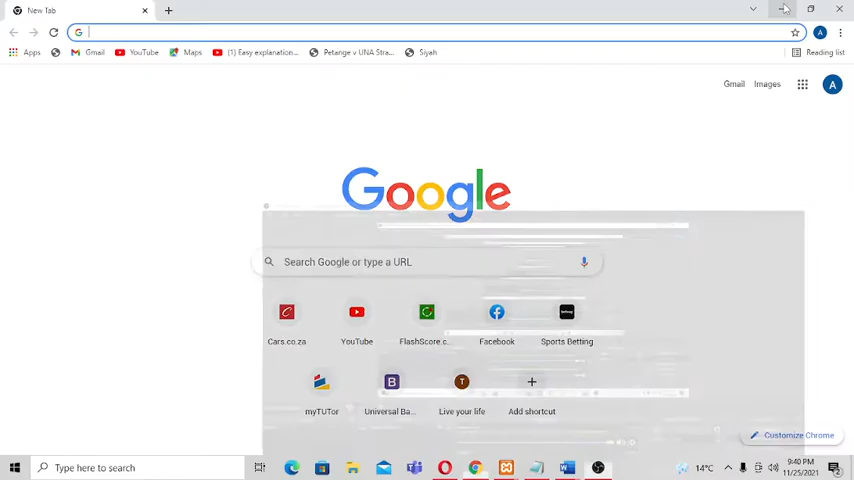 New Tab
Apps Gmail YouTube Maps (1) Easy explanation... Petange v UNA Stra... Siyah Reading list
Gmail Images
A
Google
Search Google or type a URL
Cars.co.za YouTube FlashScore.c... Facebook Sports Betting
myTUTor Universal Ba... Live your life Add shortcut
Customize Chrome
Type here to search
14°C
9:40 PM
11/25/2021